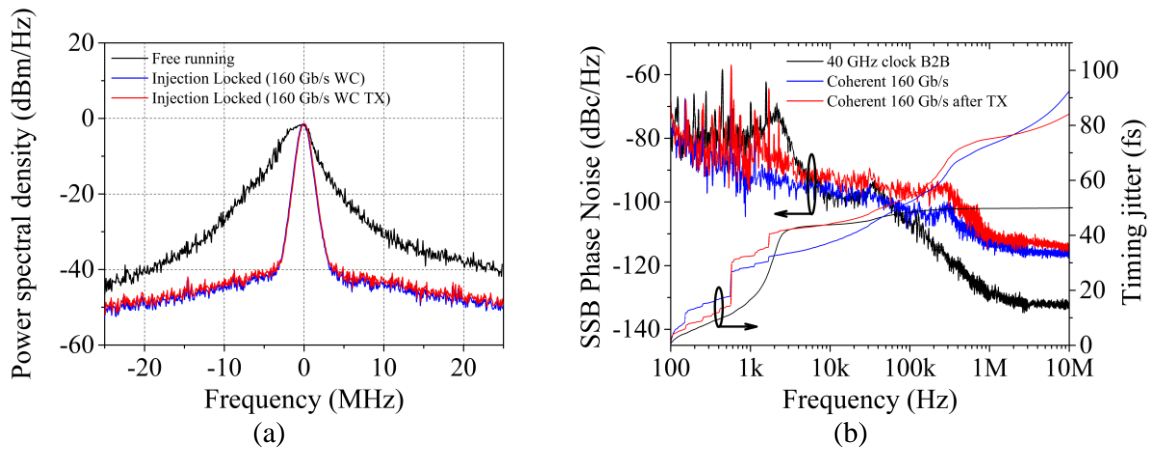 Power spectral density (dBm/Hz)
20
0
-20
-40
-60
Free running
Injection Locked (160 Gb/s WC)
Injection Locked (160 Gb/s WC TX)
-20
-10
0
10
20
Frequency (MHz)
(a)
SSB Phase Noise (dBc/Hz)
-60
-80
-100
-120
-140
40 GHz clock B2B
Coherent 160 Gb/s
Coherent 160 Gb/s after TX
100
80
60
40
20
0
Timing jitter (fs)
100
1k
10k
100k
1M
10M
Frequency (Hz)
(b)